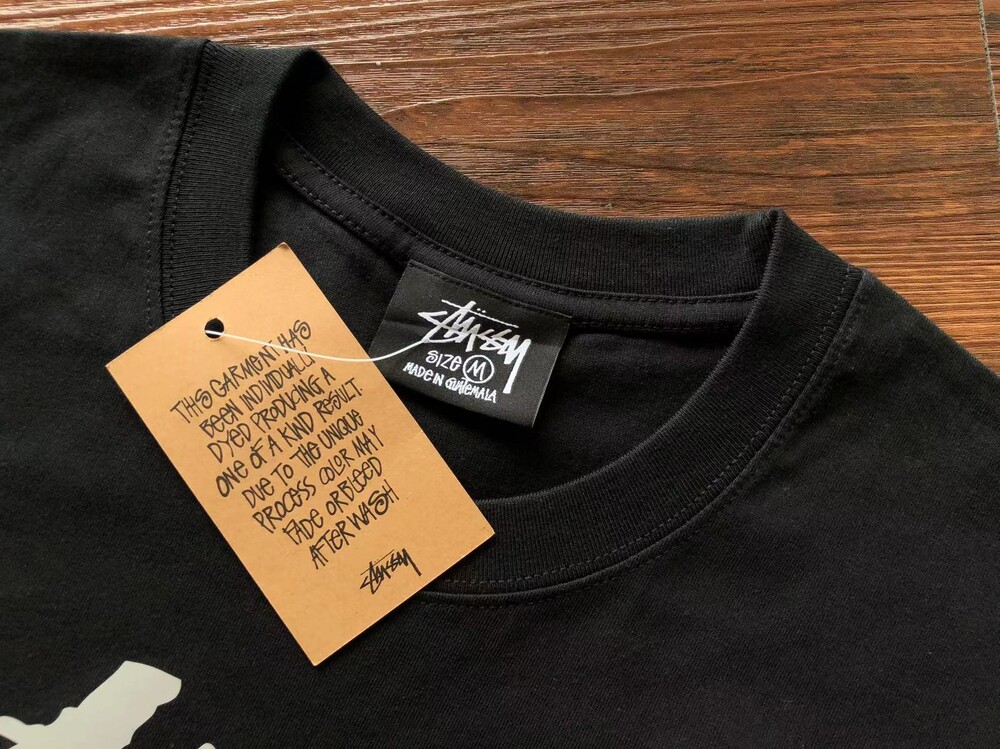 THIS GARMENT HAS
BEEN INDIVIDUALLY
DYED PRODUCING A
ONE OF A KIND RESULT.
DUE TO THE UNIQUE
PROCESS COLOR MAY
FADE OR BLEED
AFTER WASH
STÜSSY
STÜSSY
SIZE M
MADE IN GUATEMALA